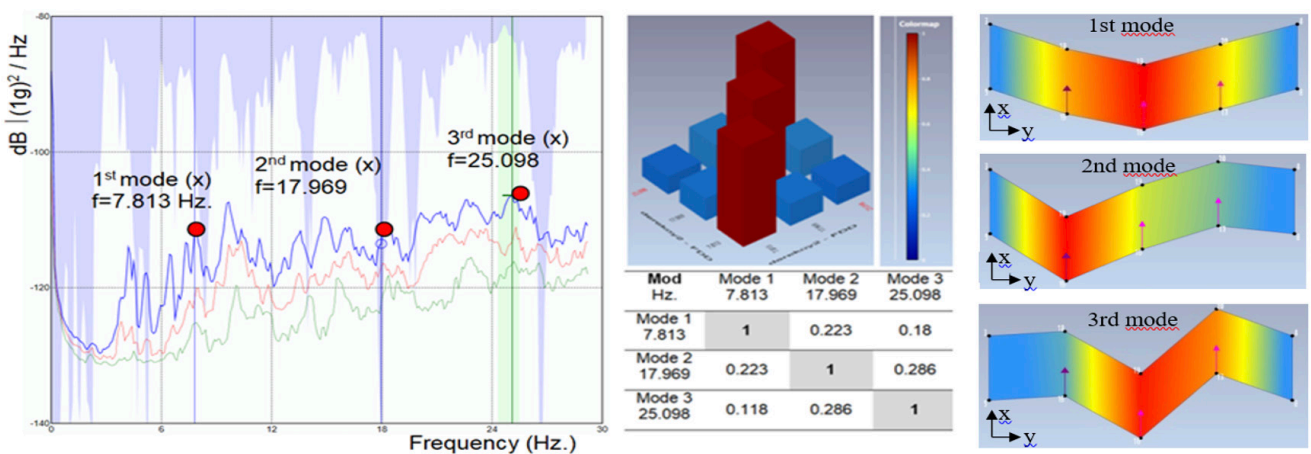 dB | (1g)² / Hz
-80
-100
-120
-140
1st mode (x)
f=7.813 Hz.
2nd mode (x)
f=17.969
3rd mode (x)
f=25.098
0
6
12
18
24
30
Frequency (Hz.)
Colormap
Mod Hz. Mode 1 7.813 Mode 2 17.969 Mode 3 25.098
Mode 1 7.813 1 0.223 0.18
Mode 2 17.969 0.223 1 0.286
Mode 3 25.098 0.118 0.286 1
1st mode
x
y
2nd mode
x
y
3rd mode
x
y